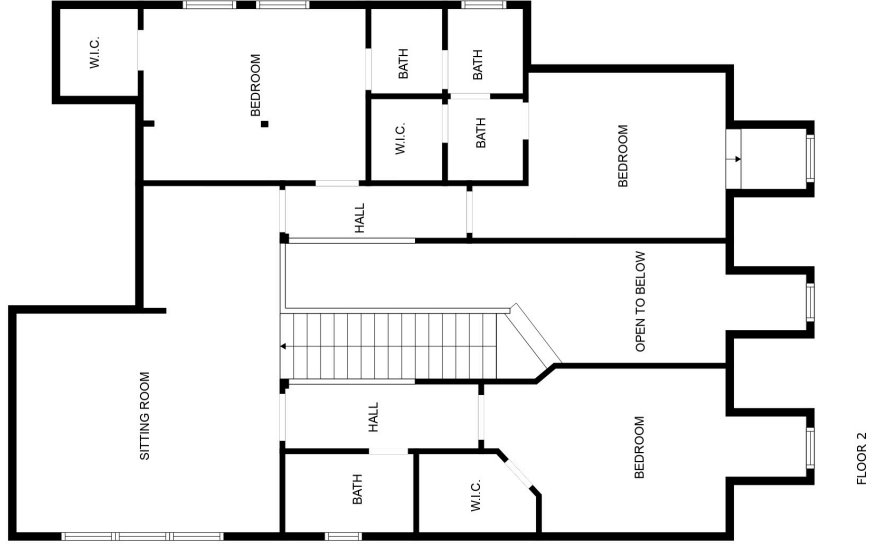 W.I.C.
BEDROOM
BATH
BATH
W.I.C.
BATH
BEDROOM
HALL
OPEN TO BELOW
SITTING ROOM
HALL
BEDROOM
BATH
W.I.C.
FLOOR 2